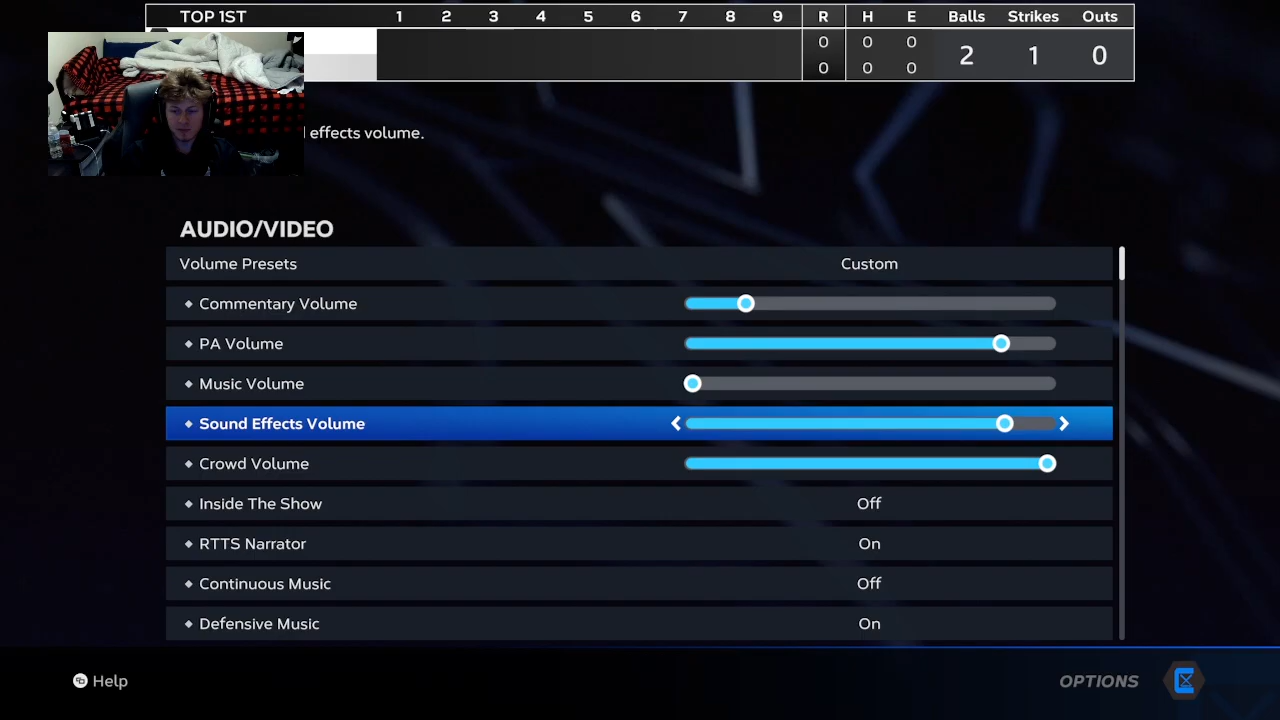 TOP 1ST 1 2 3 4 5 6 7 8 9 R H E Balls Strikes Outs
0 0 0 2 1 0
0 0 0
effects volume.
AUDIO/VIDEO
Volume Presets Custom
Commentary Volume
PA Volume
Music Volume
Sound Effects Volume
Crowd Volume
Inside The Show Off
RTTS Narrator On
Continuous Music Off
Defensive Music On
Help OPTIONS